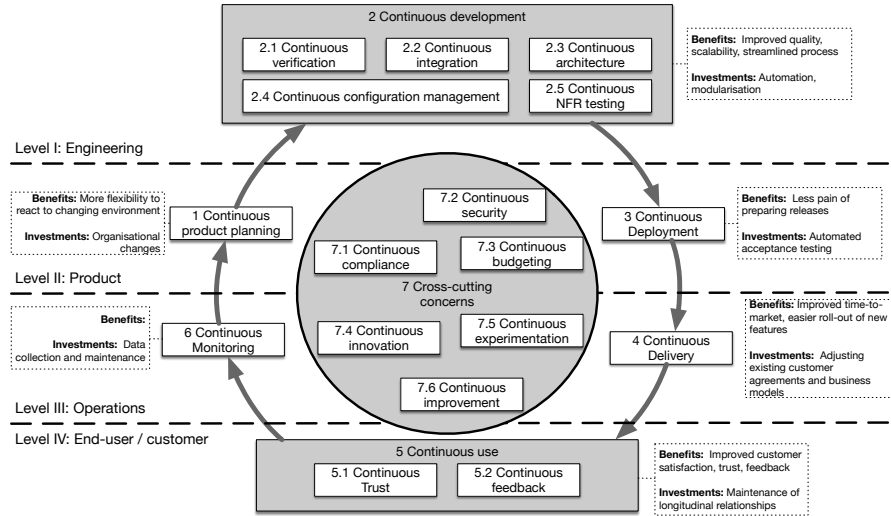 2 Continuous development
2.1 Continuous
verification
2.2 Continuous
integration
2.3 Continuous
architecture
2.4 Continuous configuration management
2.5 Continuous
NFR testing
Benefits: Improved quality,
scalability, streamlined process
Investments: Automation,
modularisation
Level I: Engineering
Benefits: More flexibility to
react to changing environment
Investments: Organisational
changes
1 Continuous
product planning
7.2 Continuous
security
7.1 Continuous
compliance
7.3 Continuous
budgeting
3 Continuous
Deployment
Benefits: Less pain of
preparing releases
Investments: Automated
acceptance testing
Level II: Product
7 Cross-cutting
concerns
Benefits:
Investments: Data
collection and maintenance
6 Continuous
Monitoring
7.4 Continuous
innovation
7.5 Continuous
experimentation
4 Continuous
Delivery
Benefits: Improved time-to-
market, easier roll-out of new
features
Investments: Adjusting
existing customer
agreements and business
models
7.6 Continuous
improvement
Level III: Operations
Level IV: End-user / customer
5 Continuous use
5.1 Continuous
Trust
5.2 Continuous
feedback
Benefits: Improved customer
satisfaction, trust, feedback
Investments: Maintenance of
longitudinal relationships